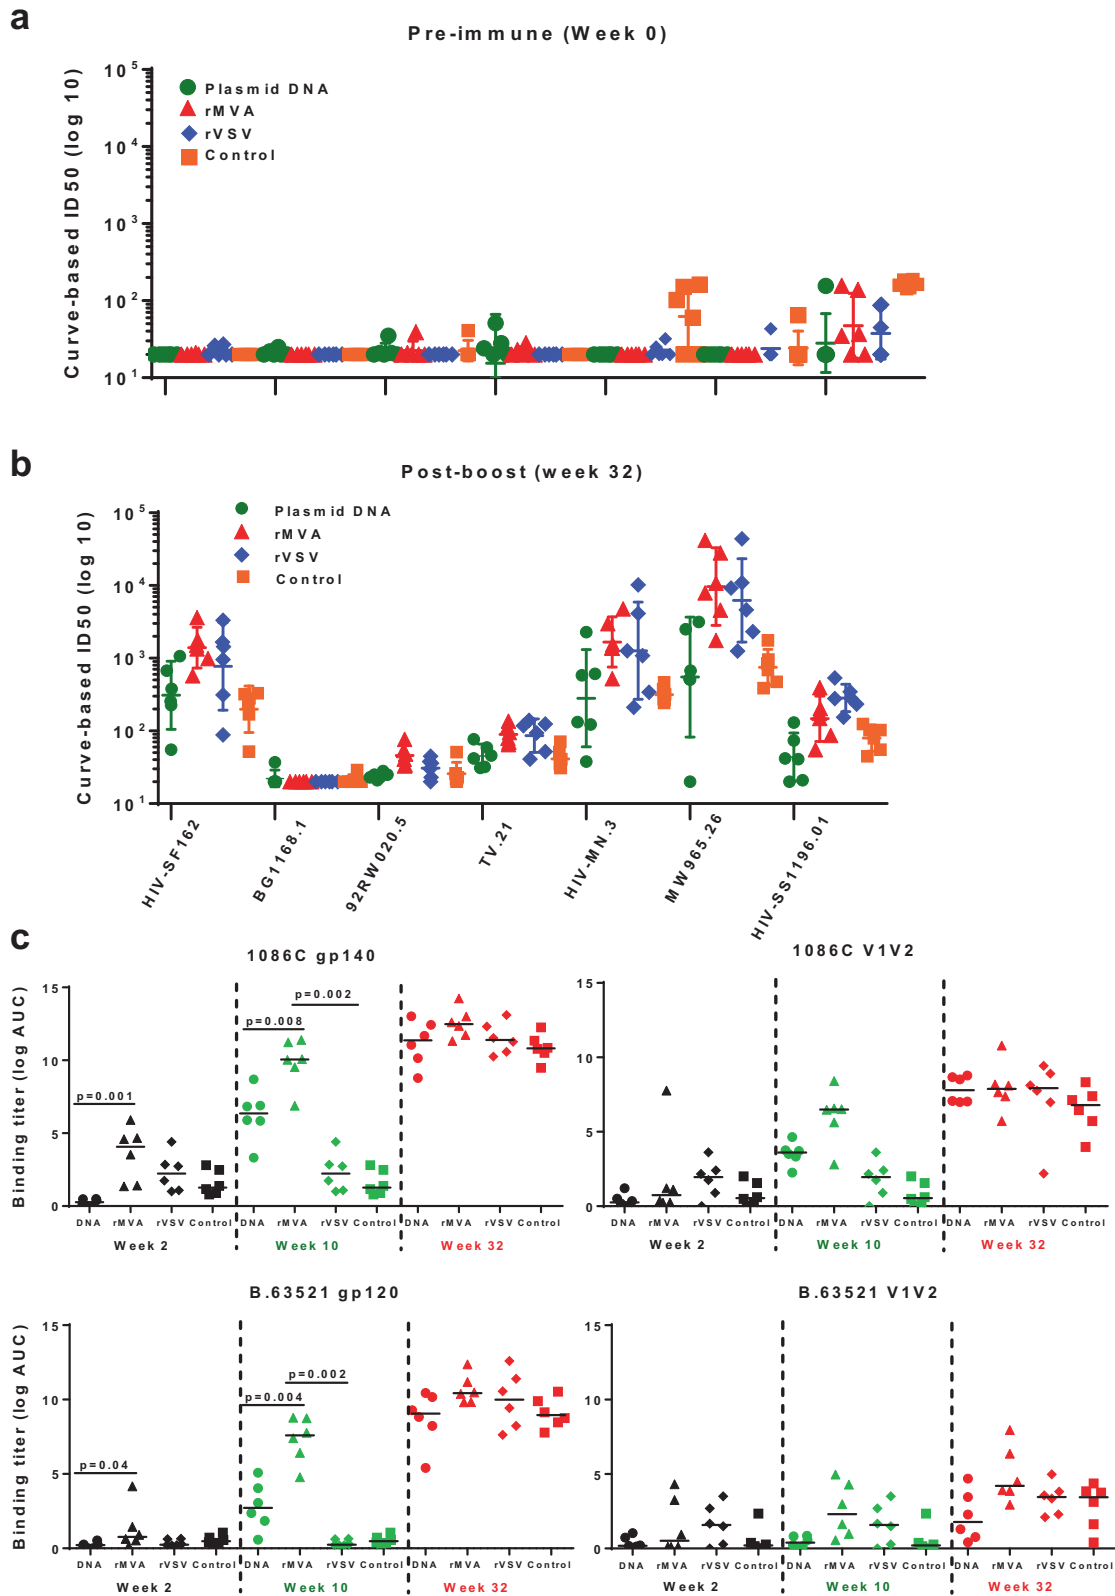 a
Pre-immune (Week 0)
Curve-based ID50 (log 10)
10^5
10^4
10^3
10^2
10^1
Plasmid DNA
rMVA
rVSV
Control
b
Post-boost (week 32)
Curve-based ID50 (log 10)
10^5
10^4
10^3
10^2
10^1
Plasmid DNA
rMVA
rVSV
Control
HIV-SF162
BG1168.1
92RW020.5
TV.21
HIV-MN.3
MW965.26
HIV-SS1196.01
c
1086C gp140
Binding titer (log AUC)
15
10
5
0
p=0.001
p=0.008
p=0.002
DNA rMVA rVSV Control DNA rMVA rVSV Control DNA rMVA rVSV Control
Week 2 Week 10 Week 32
1086C V1V2
15
10
5
0
DNA rMVA rVSV Control DNA rMVA rVSV Control DNA rMVA rVSV Control
Week 2 Week 10 Week 32
B.63521 gp120
Binding titer (log AUC)
15
10
5
0
p=0.04
p=0.004
p=0.002
DNA rMVA rVSV Control DNA rMVA rVSV Control DNA rMVA rVSV Control
Week 2 Week 10 Week 32
B.63521 V1V2
15
10
5
0
DNA rMVA rVSV Control DNA rMVA rVSV Control DNA rMVA rVSV Control
Week 2 Week 10 Week 32